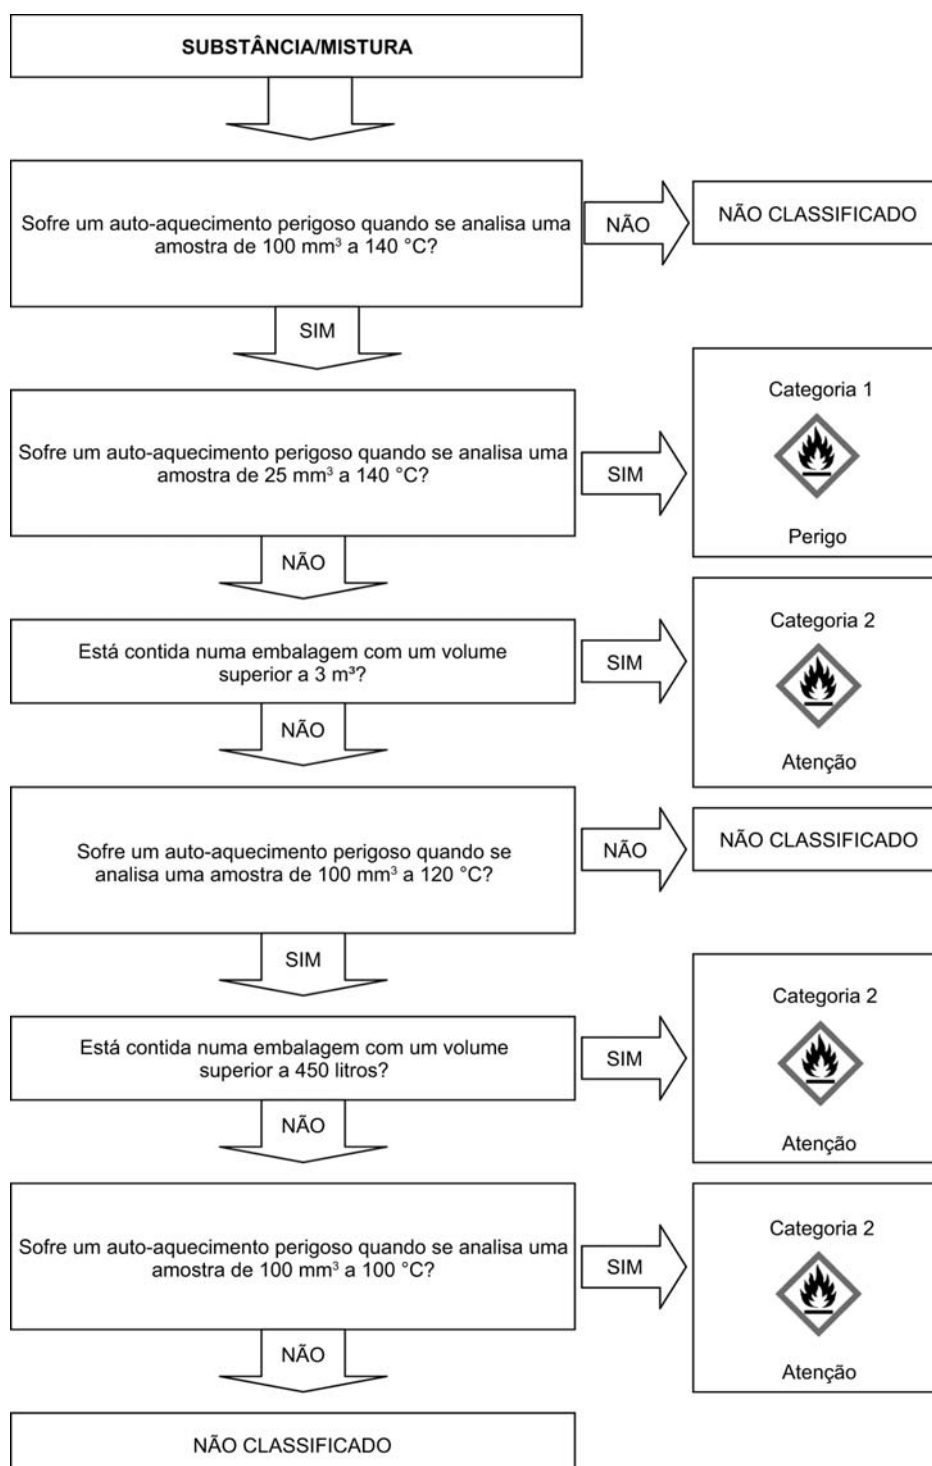 SUBSTÂNCIA/MISTURA
Sofre um auto-aquecimento perigoso quando se analisa uma
amostra de 100 mm³ a 140 °C?
NÃO
NÃO CLASSIFICADO
SIM
Sofre um auto-aquecimento perigoso quando se analisa uma
amostra de 25 mm³ a 140 °C?
SIM
Categoria 1
Perigo
NÃO
Está contida numa embalagem com um volume
superior a 3 m³?
SIM
Categoria 2
Atenção
NÃO
Sofre um auto-aquecimento perigoso quando se
analisa uma amostra de 100 mm³ a 120 °C?
NÃO
NÃO CLASSIFICADO
SIM
Está contida numa embalagem com um volume
superior a 450 litros?
SIM
Categoria 2
Atenção
NÃO
Sofre um auto-aquecimento perigoso quando se analisa uma
amostra de 100 mm³ a 100 °C?
SIM
Categoria 2
Atenção
NÃO
NÃO CLASSIFICADO